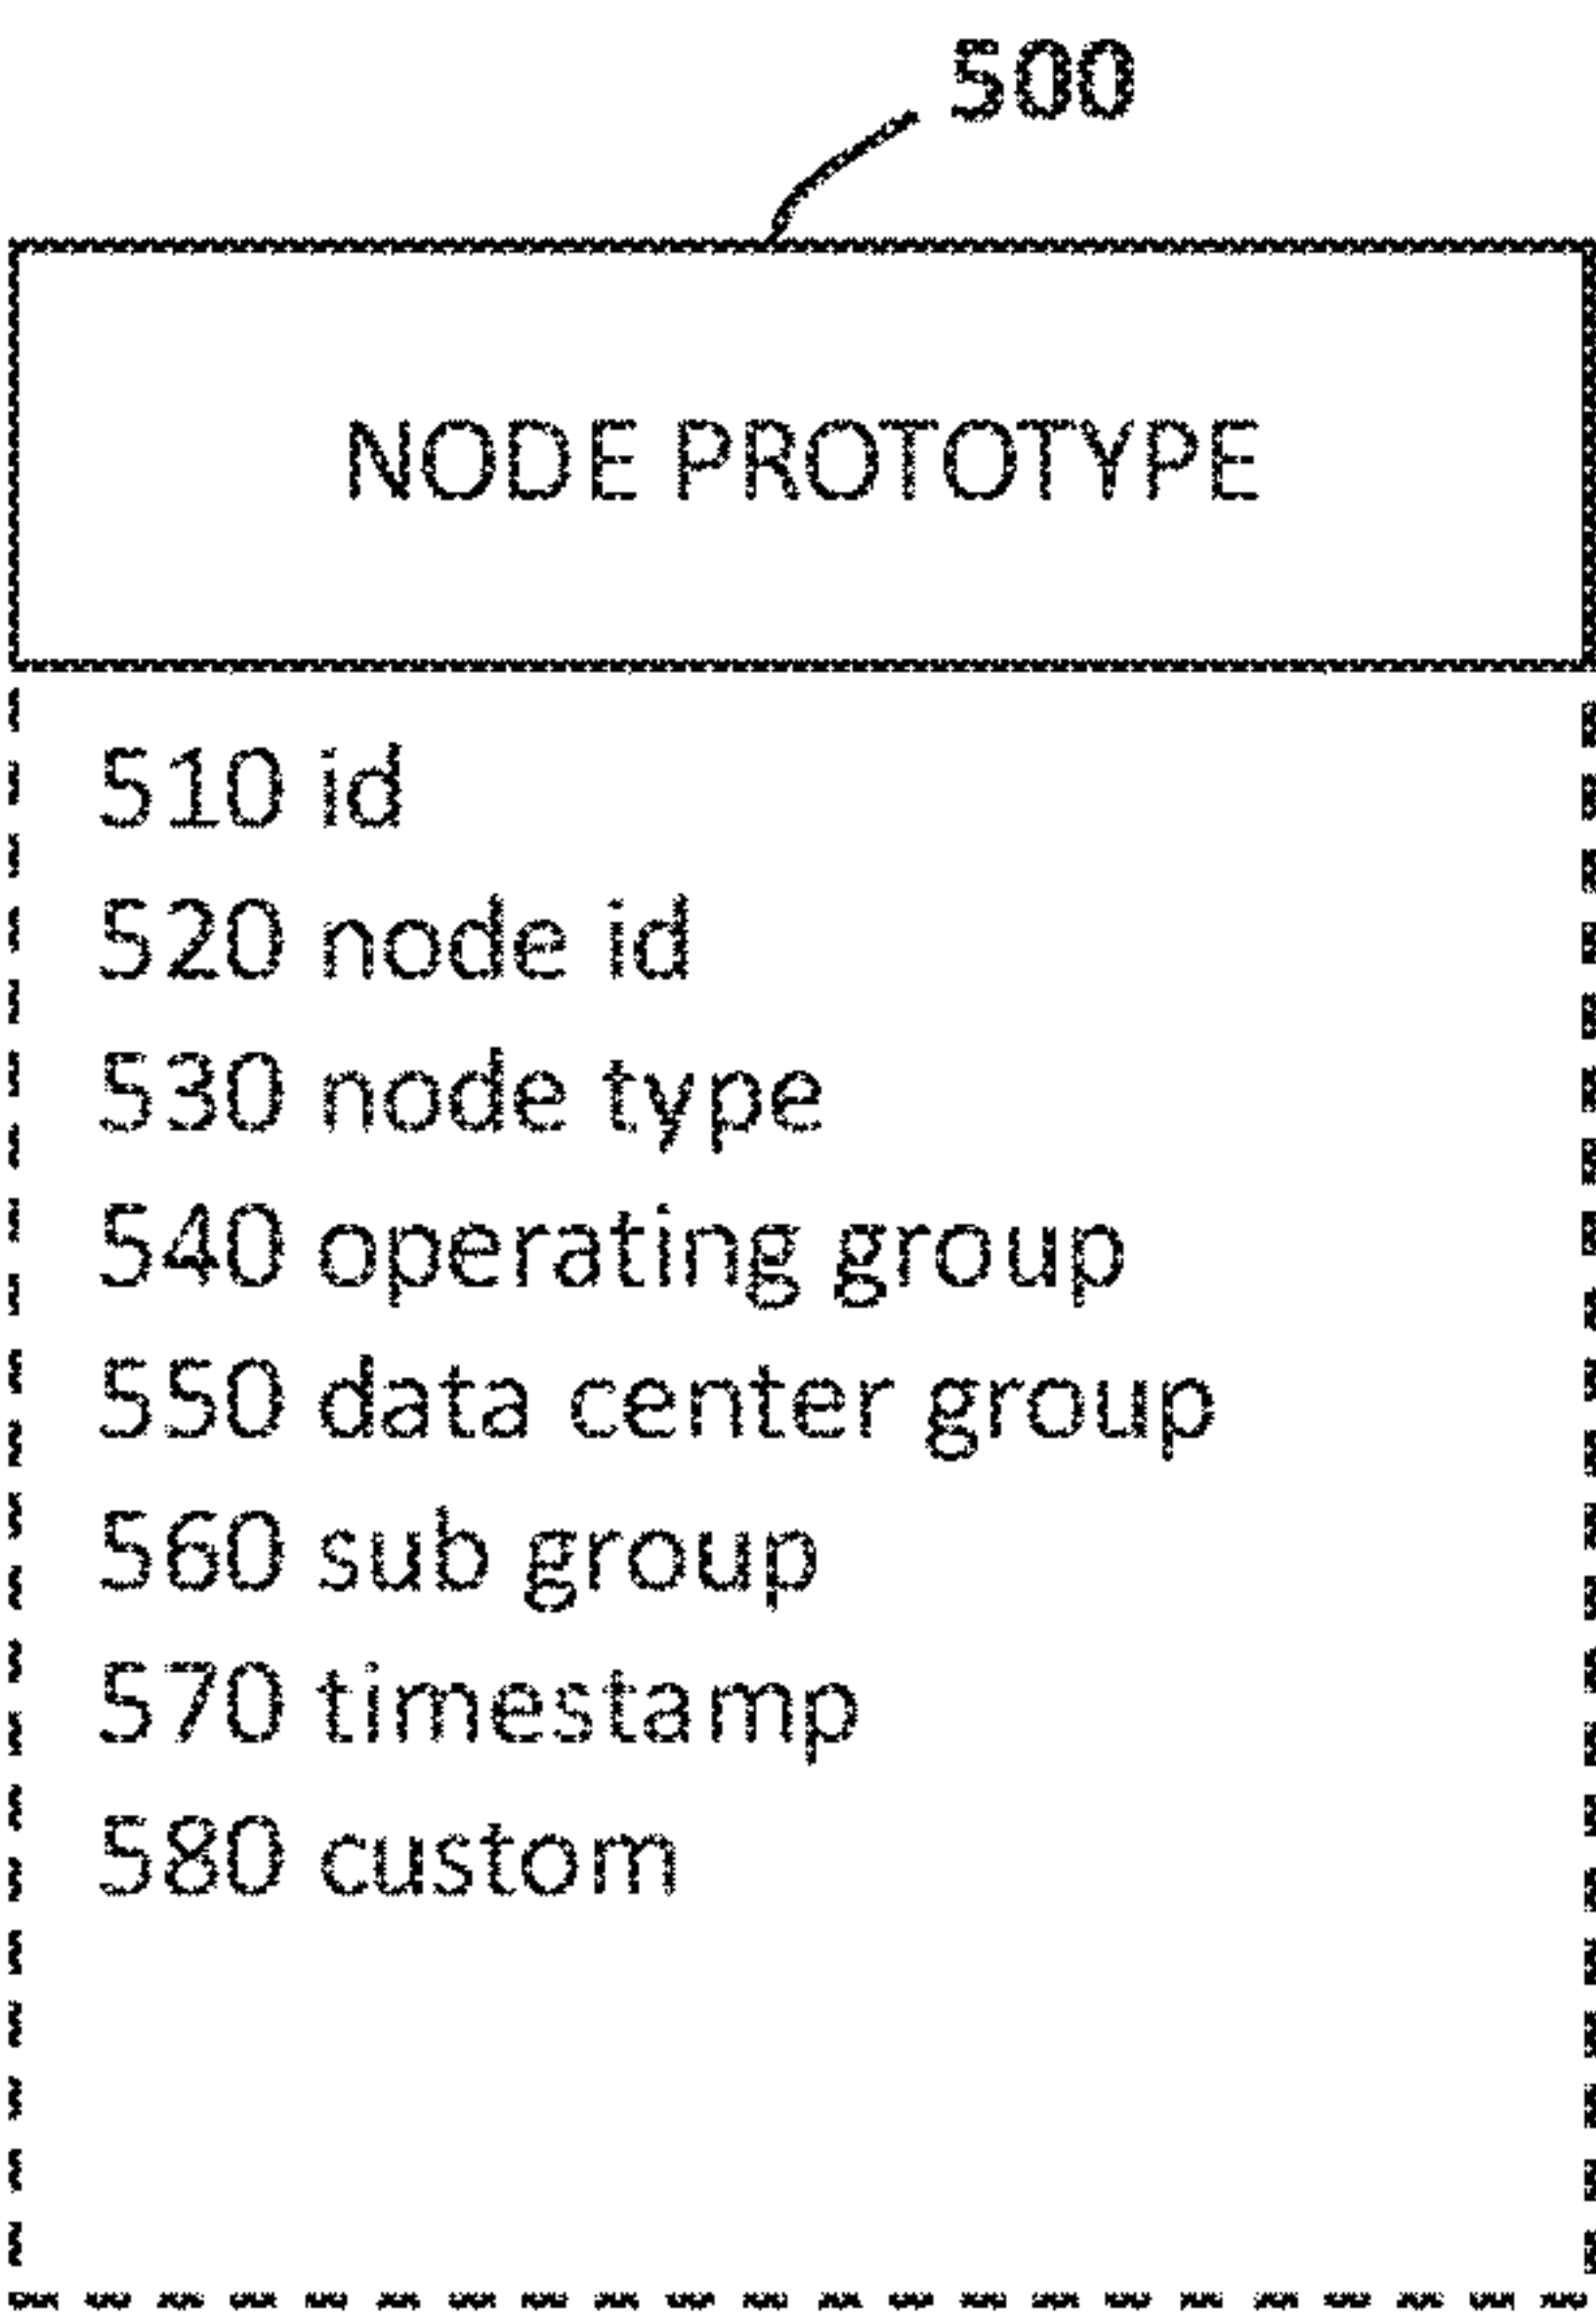 500
NODE PROTOTYPE
510 id
520 node id
530 node type
540 operating group
550 data center group
560 sub group
570 timestamp
580 custom